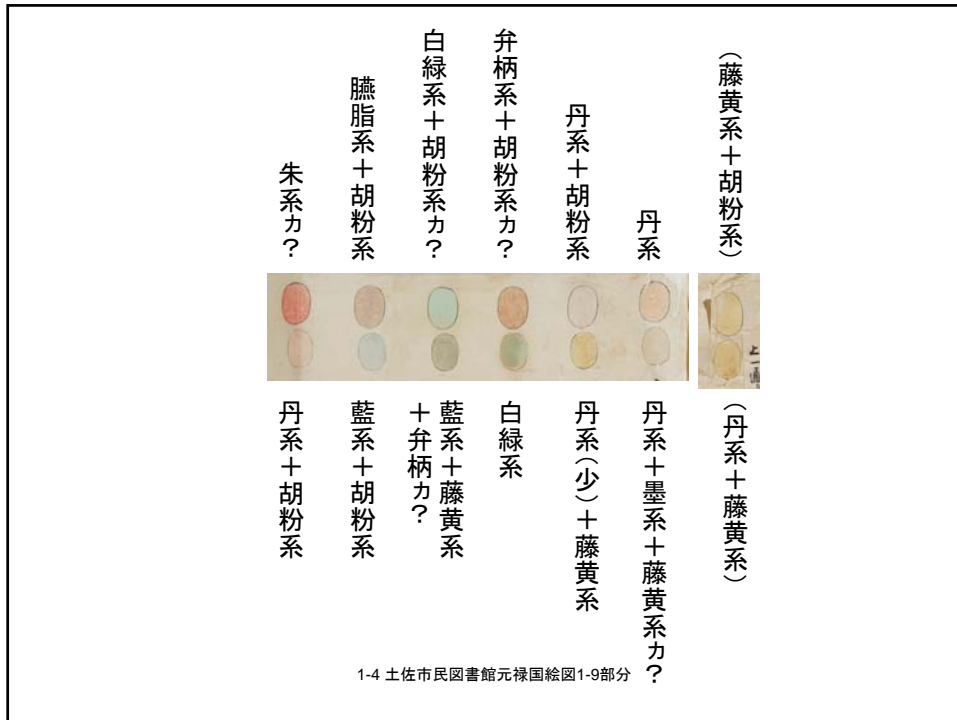 （藤黄系＋胡粉系）
丹系
丹系＋胡粉系
弁柄系＋胡粉系カ？
白緑系＋胡粉系カ？
臙脂系＋胡粉系
朱系カ？
上一通
（丹系＋藤黄系）
丹系＋墨系＋藤黄系カ？
丹系（少）＋藤黄系
白緑系
藍系＋藤黄系
＋弁柄カ？
藍系＋胡粉系
丹系＋胡粉系
1-4 土佐市民図書館元禄国絵図1-9部分